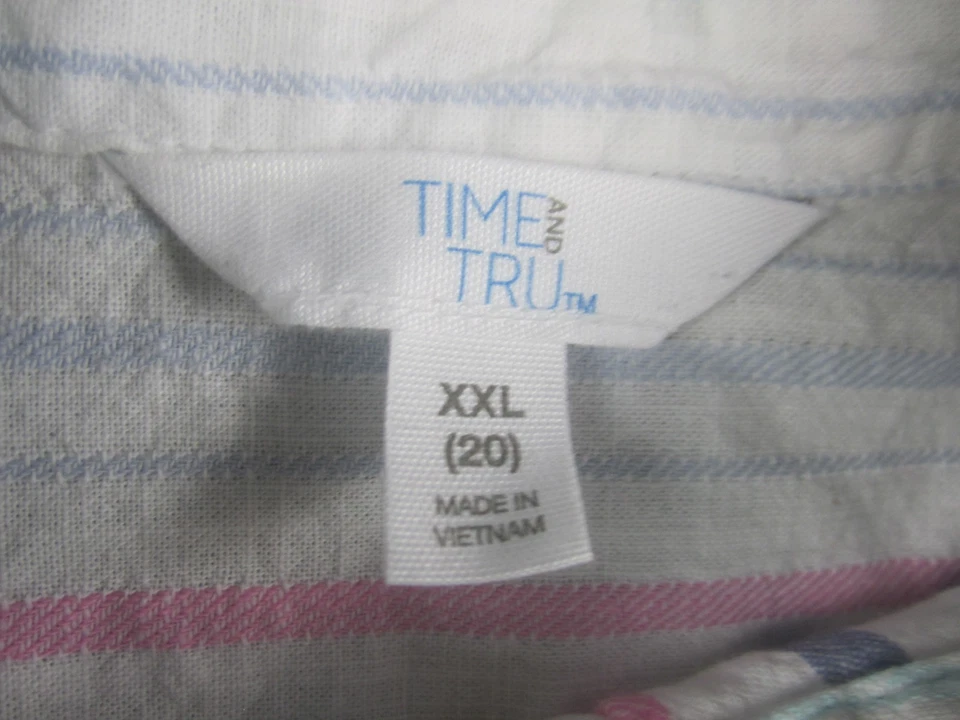 TIME AND
TRU™
XXL
(20)
MADE IN
VIETNAM